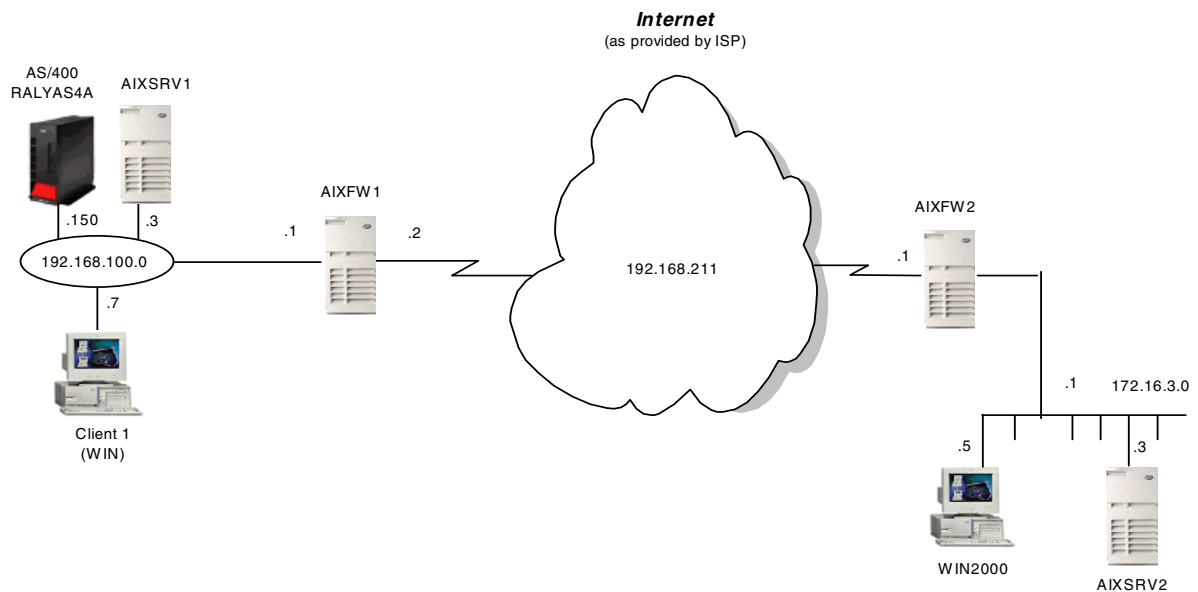 Internet
(as provided by ISP)
AS/400
RALYAS4A
AIXSRV1
.150
.3
192.168.100.0
.7
Client 1
(WIN)
AIXFW1
.1
.2
192.168.211
AIXFW2
.1
.1
172.16.3.0
.5
.3
WIN2000
AIXSRV2